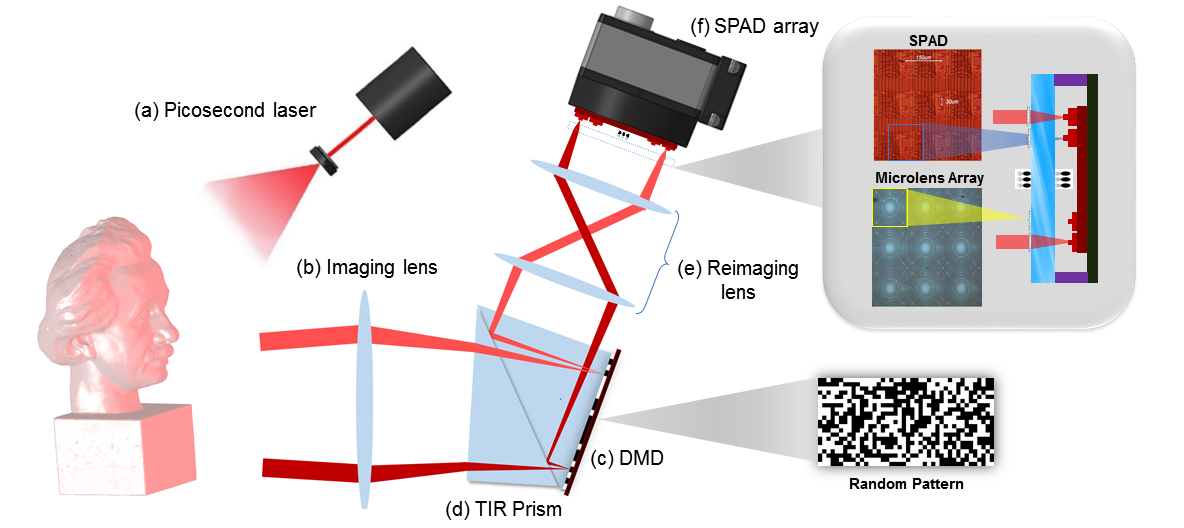 (f) SPAD array
(a) Picosecond laser
SPAD
150um
30um
Microlens Array
(b) Imaging lens
(e) Reimaging
lens
(c) DMD
(d) TIR Prism
Random Pattern